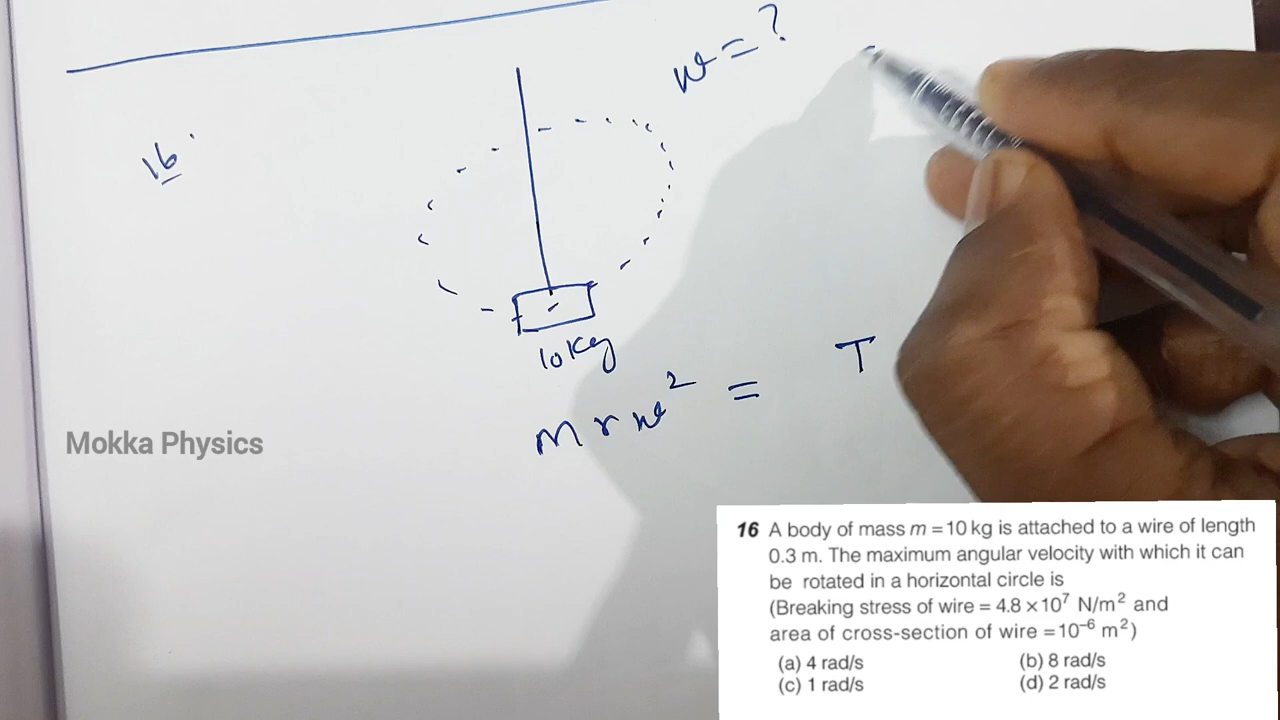 w = ?
16
10 kg
m r w² = T
Mokka Physics
16 A body of mass m = 10 kg is attached to a wire of length
0.3 m. The maximum angular velocity with which it can
be rotated in a horizontal circle is
(Breaking stress of wire = 4.8 × 10⁷ N/m² and
area of cross-section of wire = 10⁻⁶ m²)
(a) 4 rad/s (b) 8 rad/s
(c) 1 rad/s (d) 2 rad/s